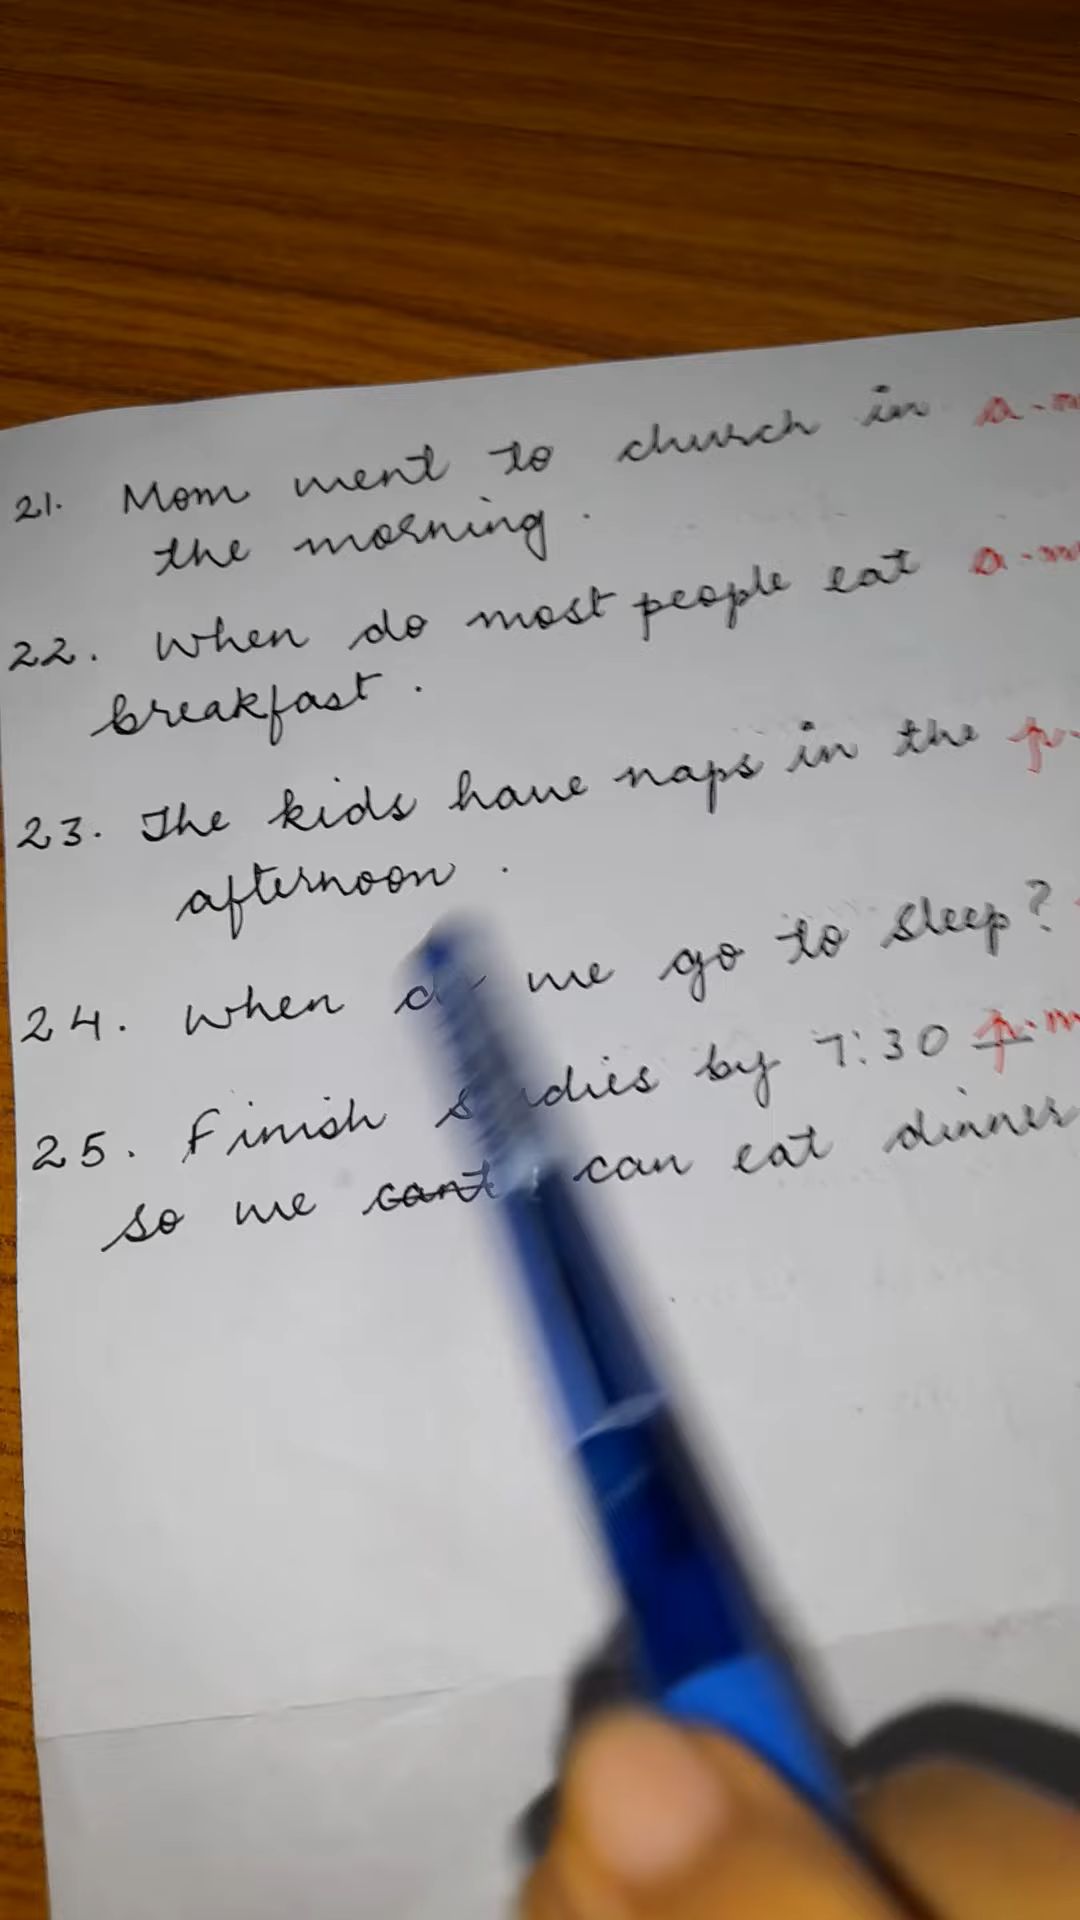 21. Mom went to church in a.m
the morning.
22. When do most people eat a.m
breakfast.
23. The kids have naps in the p.
afternoon.
24. When we go to sleep?
25. Finish by 7:30 p.m
so we cant can eat dinner